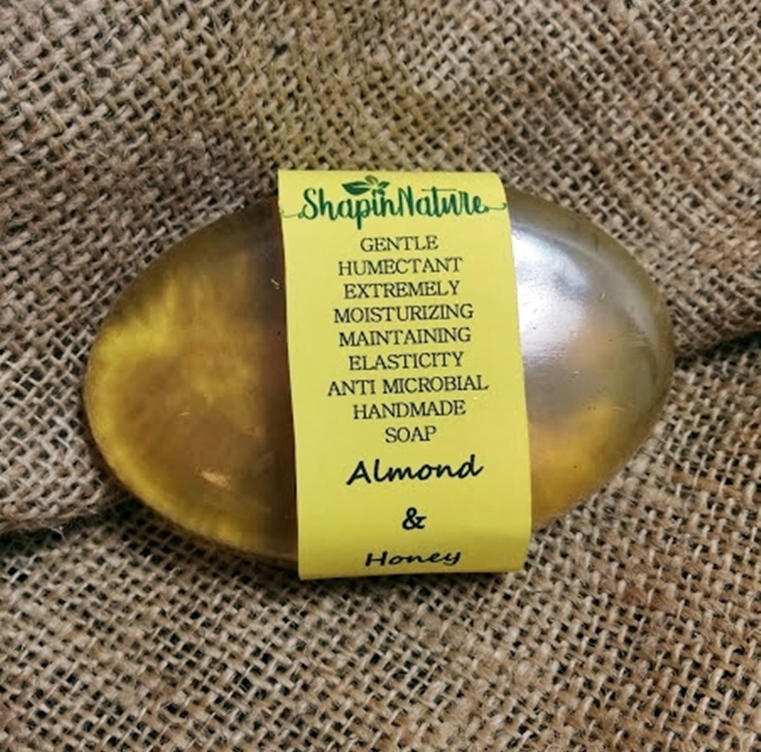 ShapinNature
GENTLE
HUMECTANT
EXTREMELY
MOISTURIZING
MAINTAINING
ELASTICITY
ANTI MICROBIAL
HANDMADE
SOAP
Almond
&
Honey